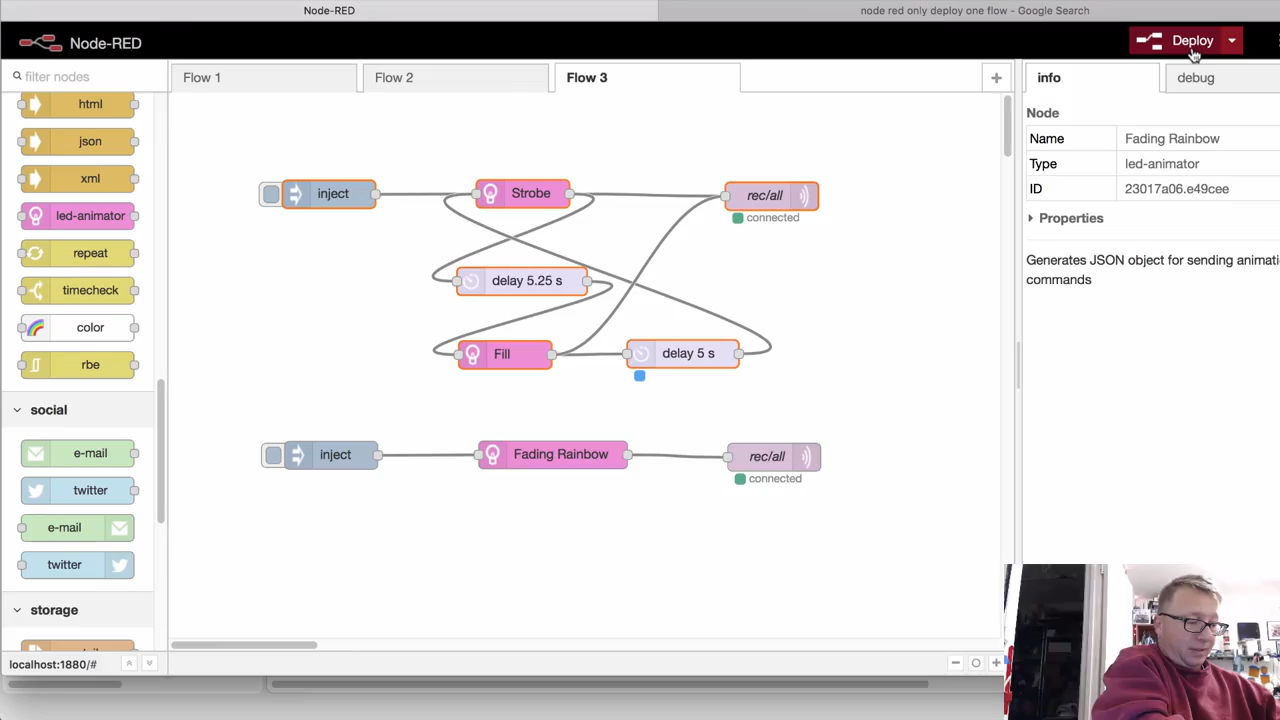 Node-RED
node red only deploy one flow - Google Search
Node-RED
Deploy
filter nodes
Flow 1
Flow 2
Flow 3
+
info
debug
html
json
xml
led-animator
repeat
timecheck
color
rbe
social
e-mail
twitter
e-mail
twitter
storage
localhost:1880/#
inject
Strobe
rec/all
connected
delay 5.25 s
Fill
delay 5 s
inject
Fading Rainbow
rec/all
connected
Node
Name Fading Rainbow
Type led-animator
ID 23017a06.e49cee
Properties
Generates JSON object for sending animati
commands